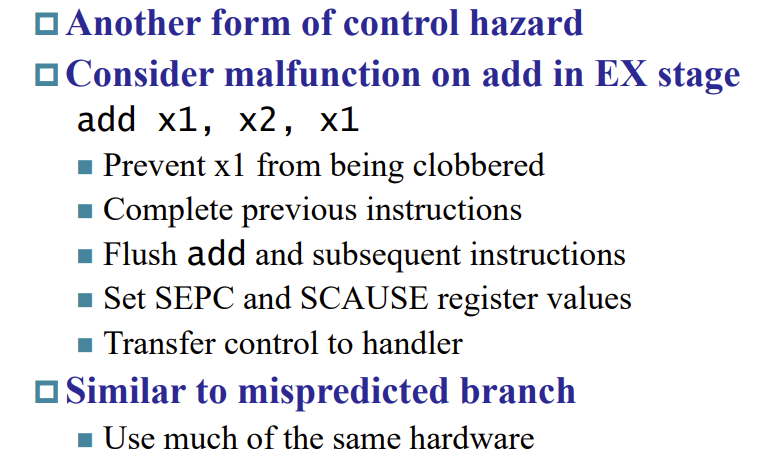 Another form of control hazard
Consider malfunction on add in EX stage
add x1, x2, x1
Prevent x1 from being clobbered
Complete previous instructions
Flush add and subsequent instructions
Set SEPC and SCAUSE register values
Transfer control to handler
Similar to mispredicted branch
Use much of the same hardware